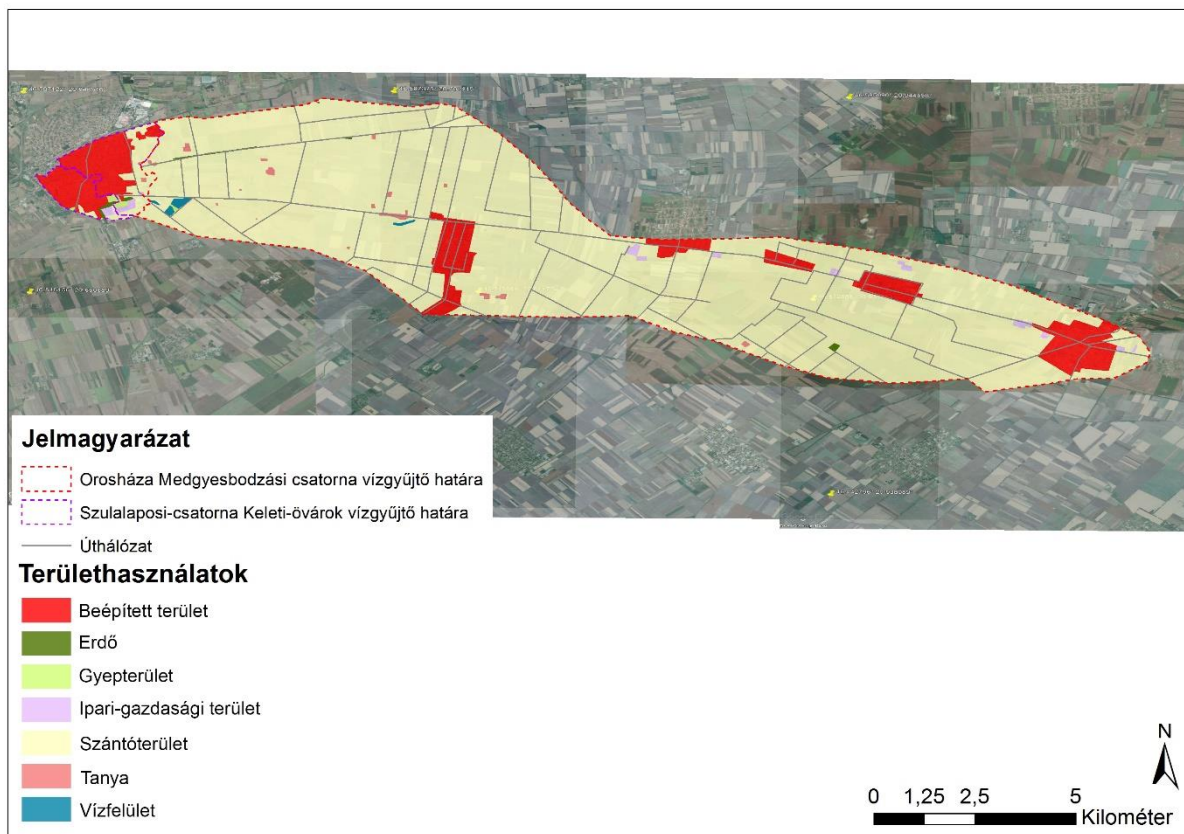 Jelmagyarázat
Orosháza Medgyesbodzási csatorna vízgyűjtő határa
Szulalaposi-csatorna Keleti-övárok vízgyűjtő határa
Úthálózat
Területhasználatok
Beépített terület
Erdő
Gyepterület
Ipari-gazdasági terület
Szántóterület
Tanya
Vízfelület
N
0 1,25 2,5 5
Kilométer